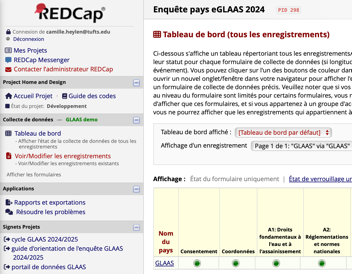 REDCap
Connexion de camille.heylen@tufts.edu
Déconnexion
Mes Projets
REDCap Messenger
Contacter l'administrateur REDCap
Project Home and Design
Accueil Projet · Guide des codes
État du projet Développement
Collecte de données — GLAAS demo
Tableau de bord
- Afficher l'état de la collecte de données de tous les
enregistrements
Voir/Modifier les enregistrements
- Voir/Modifier les enregistrements existants
Afficher les formulaires
Applications
Rapports et exportations
Résoudre les problèmes
Signets Projets
cycle GLAAS 2024/2025
guide d'orientation de l'enquête GLAAS
2024/2025
portail de données GLAAS
Enquête pays eGLAAS 2024 PID 298
Tableau de bord (tous les enregistrements)
Ci-dessous s'affiche un tableau répertoriant tous les enregistrements/
leur statut pour chaque formulaire de collecte de données (si longitu
événement). Vous pouvez cliquer sur l'un des boutons de couleur dan
ouvrir un nouvel onglet/fenêtre dans votre navigateur pour afficher l'e
un formulaire de collecte de données précis. Veuillez noter que si vos
au niveau du formulaire sont limités pour certains formulaires, vous n
d'afficher que ces formulaires, et si vous appartenez à un groupe d'ac
vous ne pourrez afficher que les enregistrements qui appartiennent à
Tableau de bord affiché : [Tableau de bord par défaut]
Affichage d'un enregistrement Page 1 de 1: "GLAAS" via "GLAAS"
Affichage : État du formulaire uniquement | État de verrouillage un
Nom
du
pays
Consentement
Coordonnées
A1: Droits
fondamentaux à
l'eau et à
l'assainissement
A2:
Réglementations
et normes
nationales
GLAAS